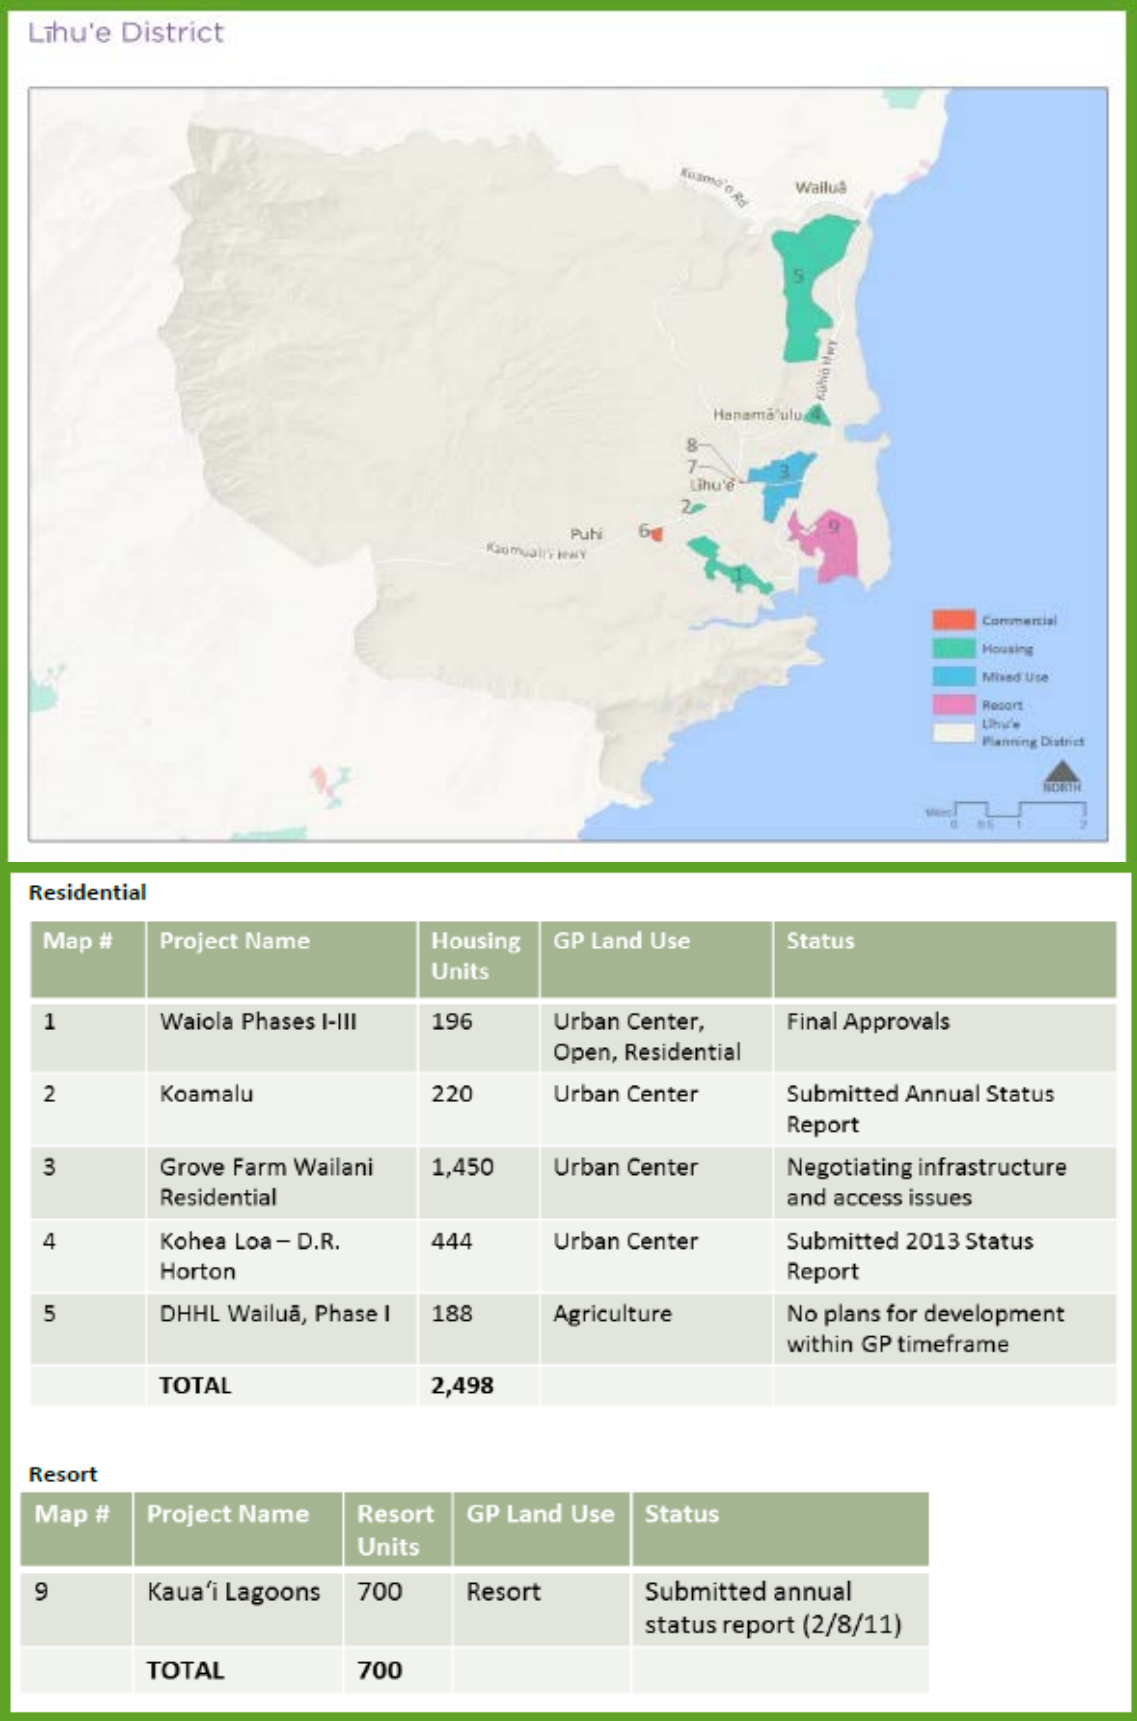 Līhu'e District
Kuamo'o Rd
Wailuā
5
Kūhiō Hwy
Hanamā'ulu
4
8
7
3
Līhu'e
2
9
Puhi
6
Kaumuali'i HWY
1
Commercial
Housing
Mixed Use
Resort
Līhu'e
Planning District
NORTH
Miles
0 0.5 1 2
Residential
Map # Project Name Housing Units GP Land Use Status
1 Waiola Phases I-III 196 Urban Center, Open, Residential Final Approvals
2 Koamalu 220 Urban Center Submitted Annual Status Report
3 Grove Farm Wailani Residential 1,450 Urban Center Negotiating infrastructure and access issues
4 Kohea Loa – D.R. Horton 444 Urban Center Submitted 2013 Status Report
5 DHHL Wailuā, Phase I 188 Agriculture No plans for development within GP timeframe
TOTAL 2,498
Resort
Map # Project Name Resort Units GP Land Use Status
9 Kauaʻi Lagoons 700 Resort Submitted annual status report (2/8/11)
TOTAL 700